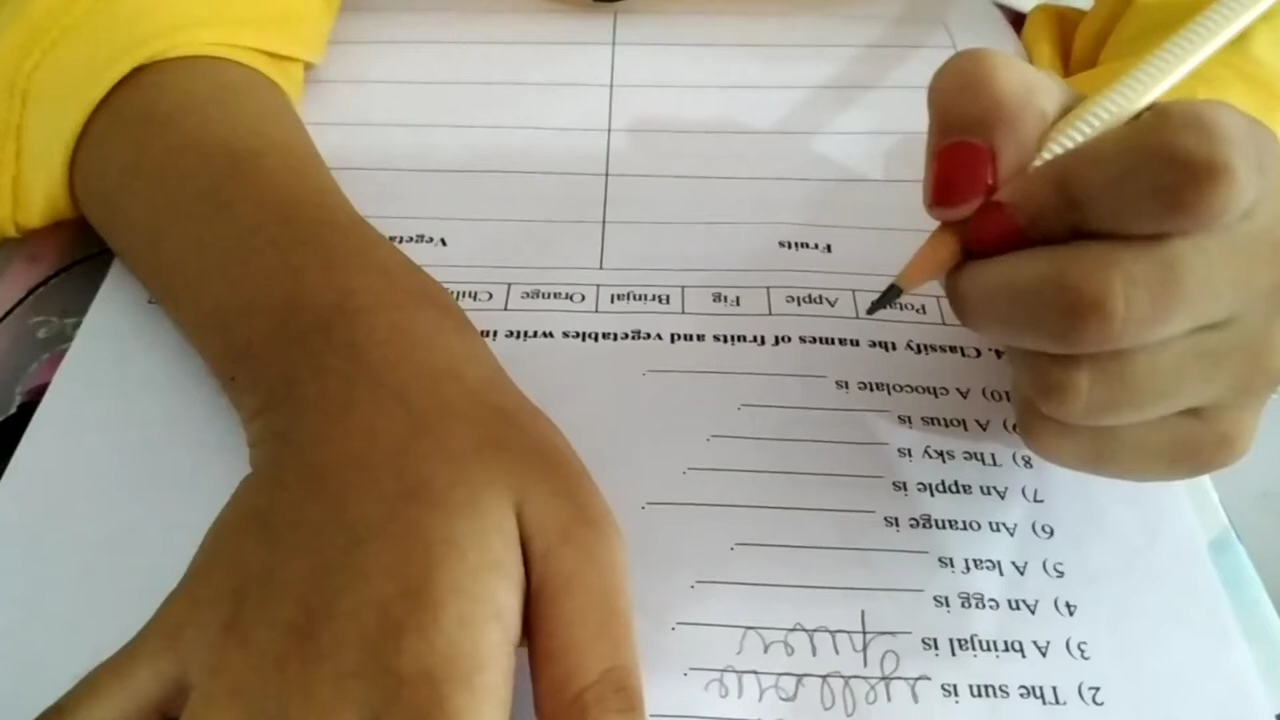 2) The sun is yellow
3) A brinjal is
4) An egg is
5) A leaf is
6) An orange is
7) An apple is
8) The sky is
9) A lotus is
10) A chocolate is
4. Classify the names of fruits and vegetables write in
Apple Fig Brinjal Orange
Fruits